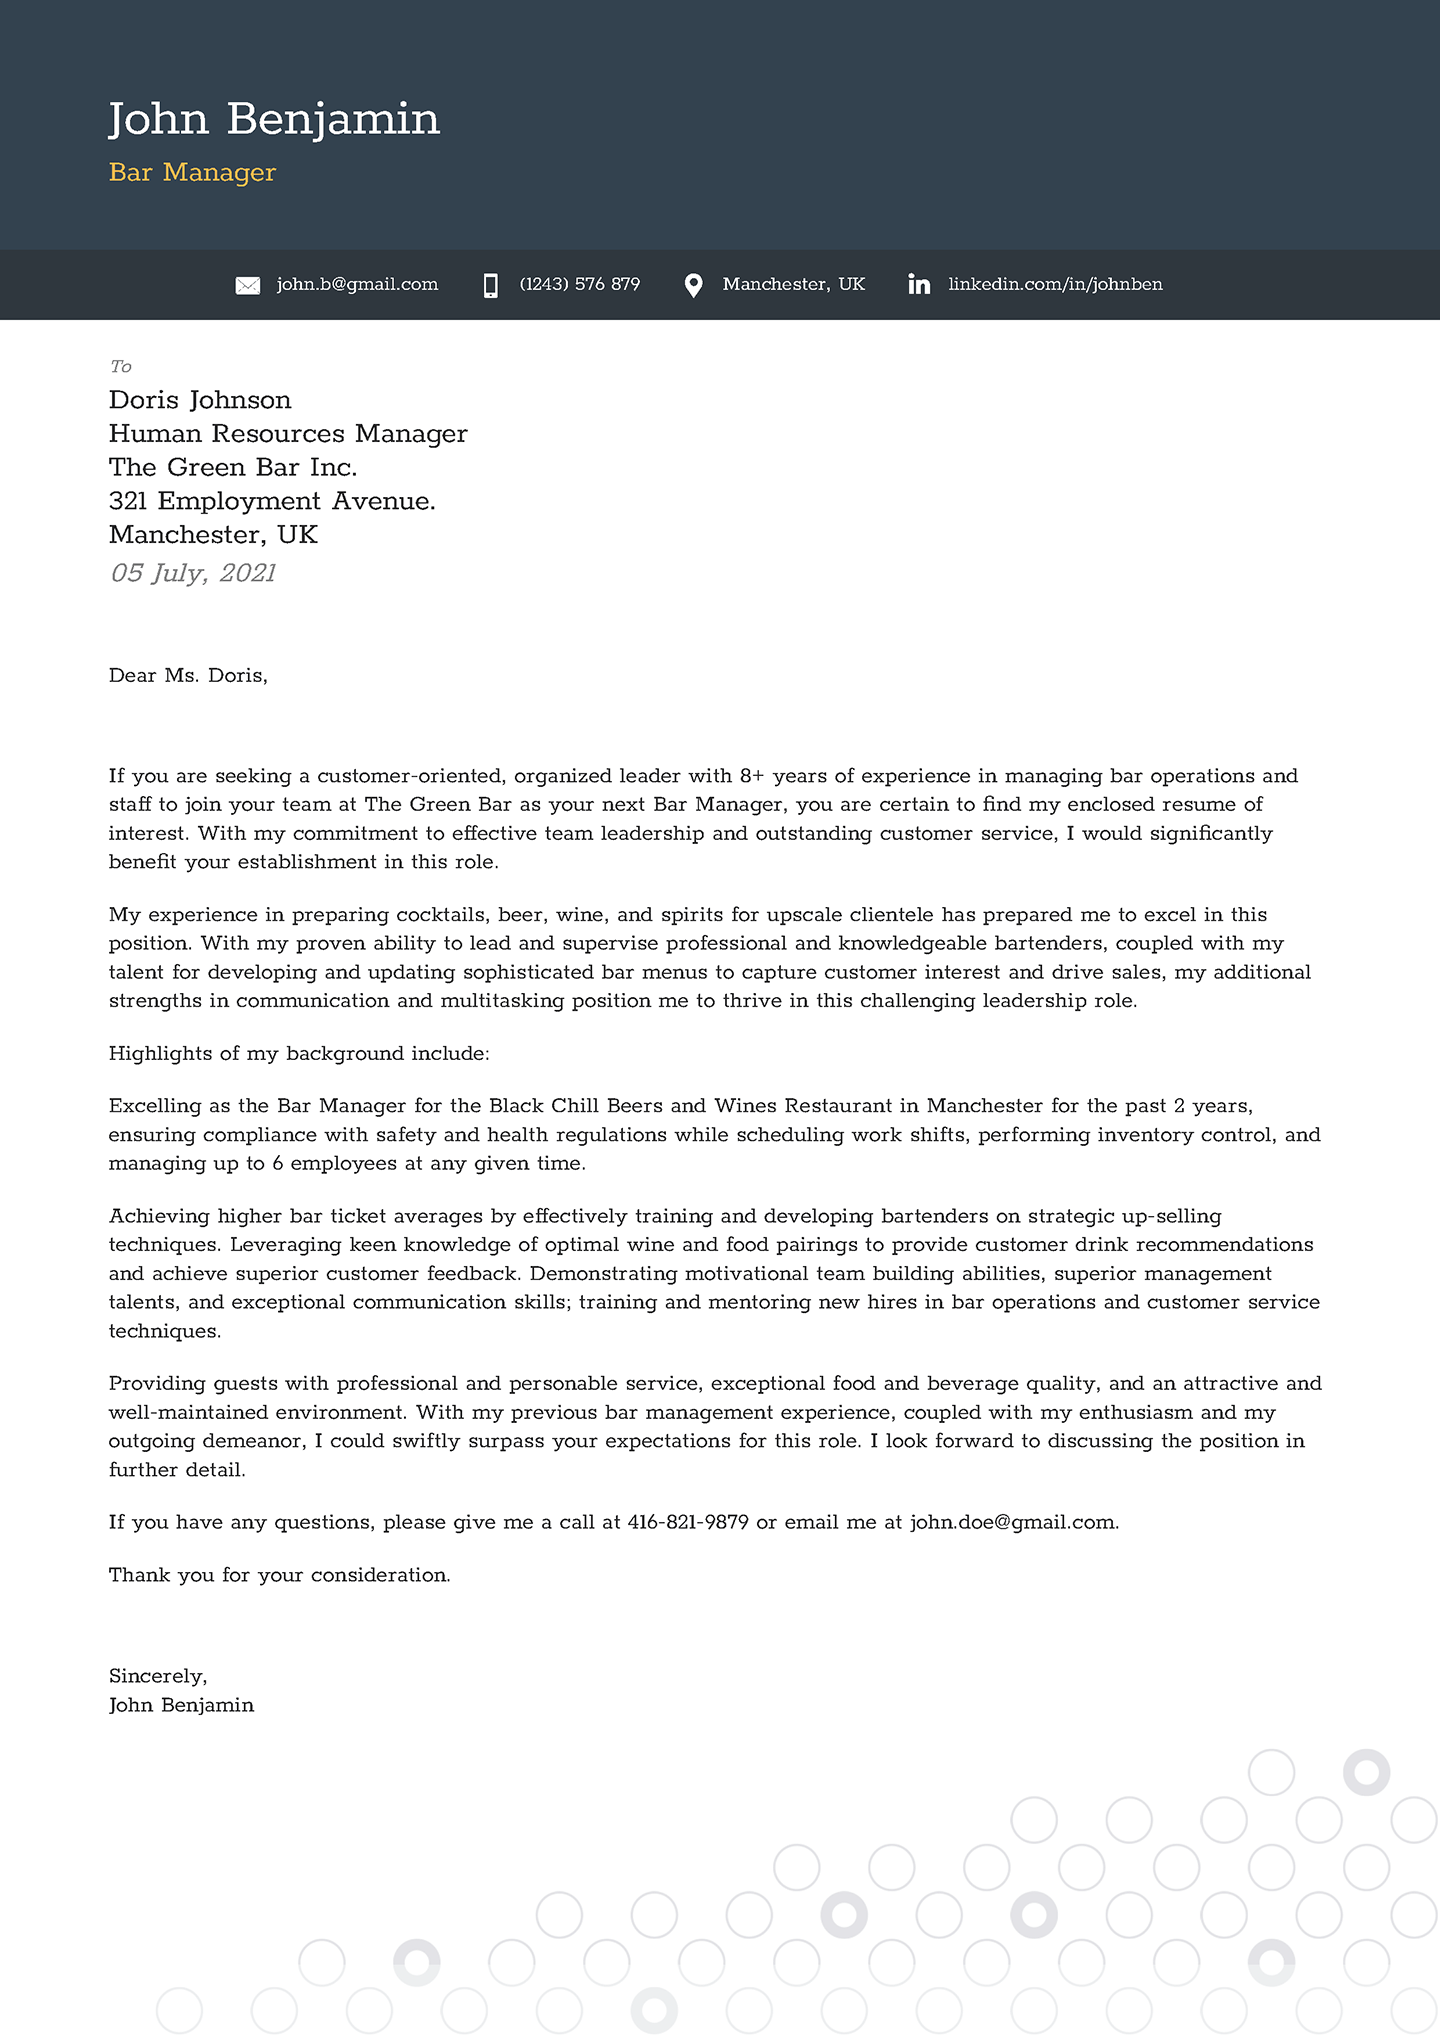 John Benjamin
Bar Manager
john.b@gmail.com (1243) 576 879 Manchester, UK linkedin.com/in/johnben
To
Doris Johnson
Human Resources Manager
The Green Bar Inc.
321 Employment Avenue.
Manchester, UK
05 July, 2021
Dear Ms. Doris,
If you are seeking a customer-oriented, organized leader with 8+ years of experience in managing bar operations and
staff to join your team at The Green Bar as your next Bar Manager, you are certain to find my enclosed resume of
interest. With my commitment to effective team leadership and outstanding customer service, I would significantly
benefit your establishment in this role.
My experience in preparing cocktails, beer, wine, and spirits for upscale clientele has prepared me to excel in this
position. With my proven ability to lead and supervise professional and knowledgeable bartenders, coupled with my
talent for developing and updating sophisticated bar menus to capture customer interest and drive sales, my additional
strengths in communication and multitasking position me to thrive in this challenging leadership role.
Highlights of my background include:
Excelling as the Bar Manager for the Black Chill Beers and Wines Restaurant in Manchester for the past 2 years,
ensuring compliance with safety and health regulations while scheduling work shifts, performing inventory control, and
managing up to 6 employees at any given time.
Achieving higher bar ticket averages by effectively training and developing bartenders on strategic up-selling
techniques. Leveraging keen knowledge of optimal wine and food pairings to provide customer drink recommendations
and achieve superior customer feedback. Demonstrating motivational team building abilities, superior management
talents, and exceptional communication skills; training and mentoring new hires in bar operations and customer service
techniques.
Providing guests with professional and personable service, exceptional food and beverage quality, and an attractive and
well-maintained environment. With my previous bar management experience, coupled with my enthusiasm and my
outgoing demeanor, I could swiftly surpass your expectations for this role. I look forward to discussing the position in
further detail.
If you have any questions, please give me a call at 416-821-9879 or email me at john.doe@gmail.com.
Thank you for your consideration.
Sincerely,
John Benjamin